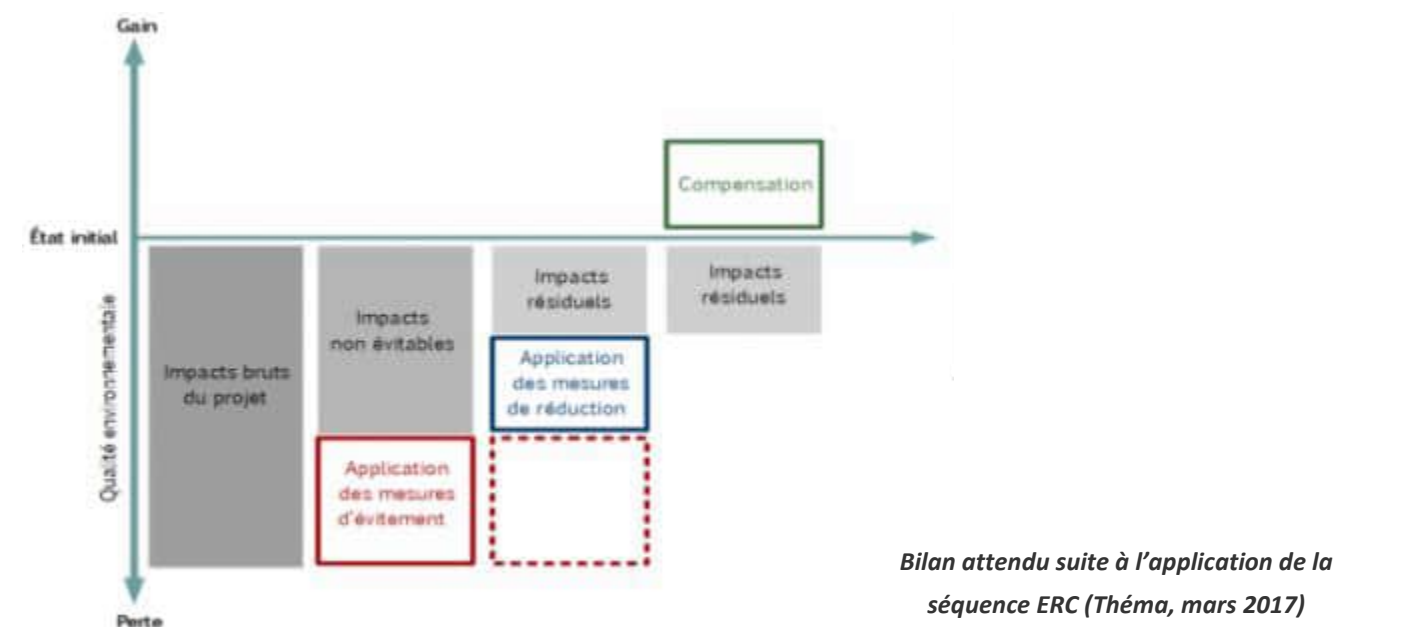 Gain
Compensation
État initial
Impacts
résiduels
Impacts
résiduels
Impacts
non évitables
Impacts bruts
du projet
Application
des mesures
de réduction
Application
des mesures
d'évitement
Qualité environnementale
Perte
Bilan attendu suite à l’application de la
séquence ERC (Théma, mars 2017)